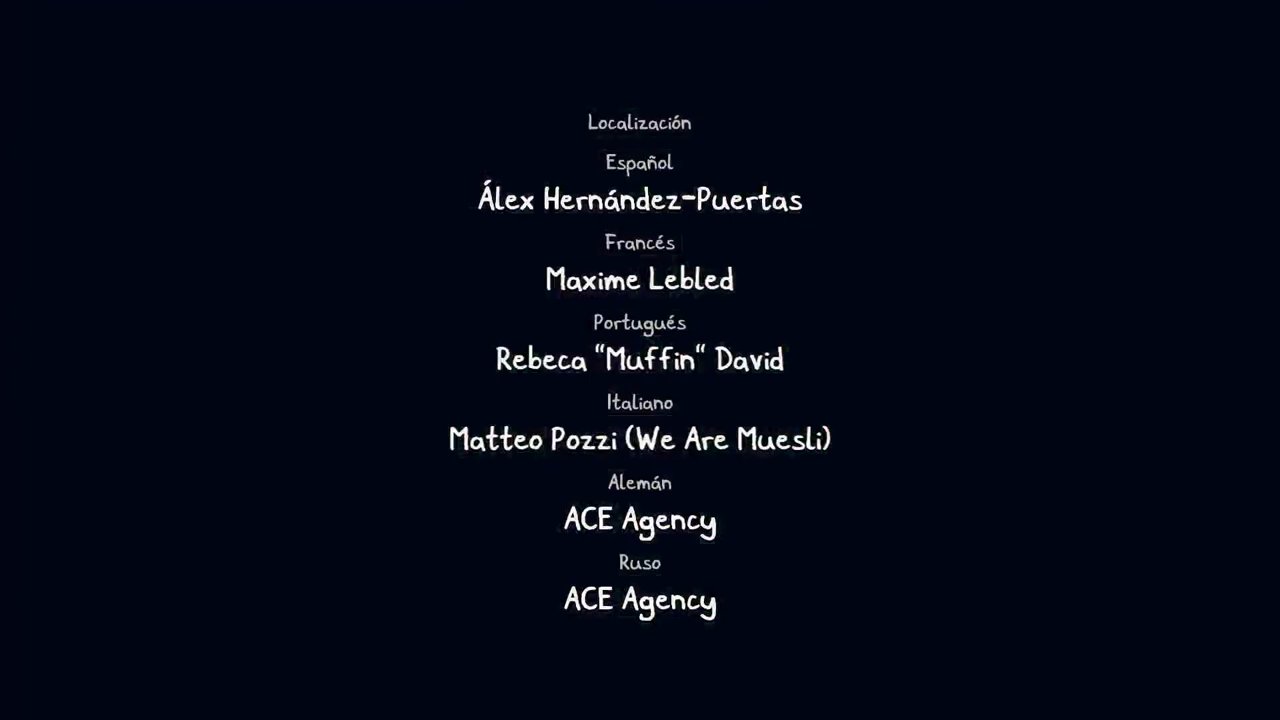 Localización
Español
Álex Hernández-Puertas
Francés
Maxime Lebled
Portugués
Rebeca “Muffin“ David
Italiano
Matteo Pozzi (We Are Muesli)
Alemán
ACE Agency
Ruso
ACE Agency